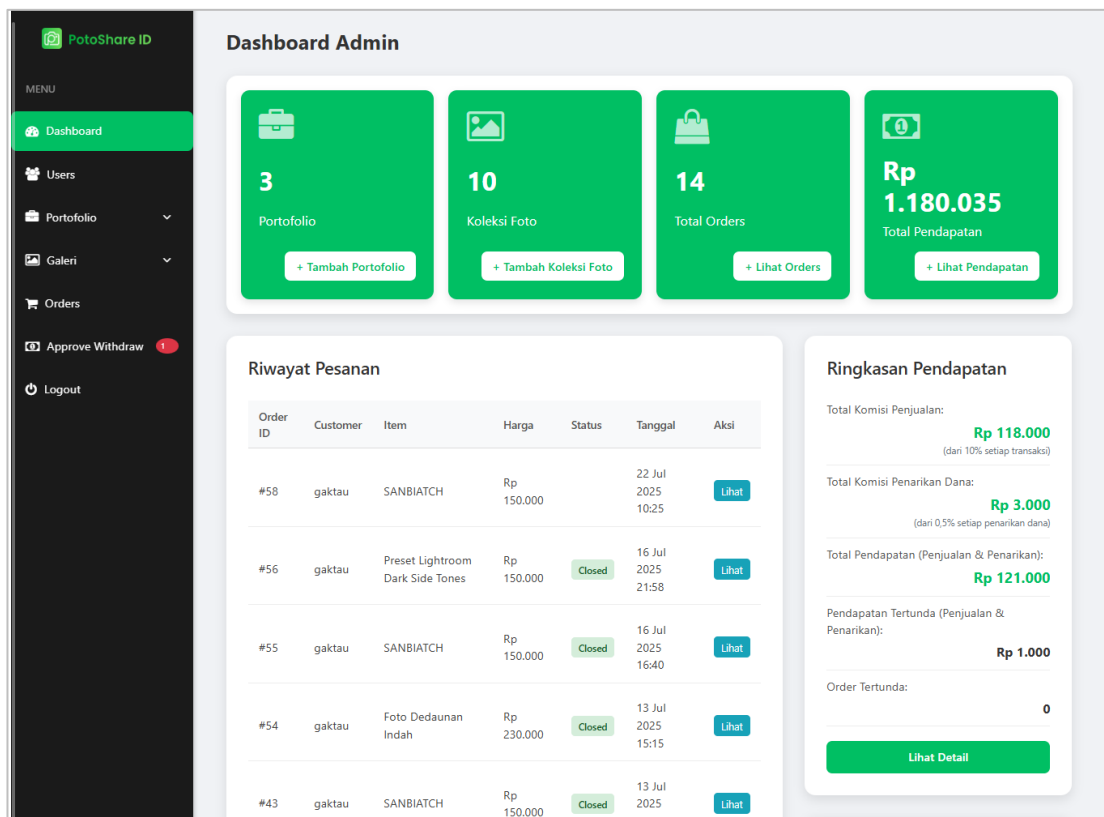 PotoShare ID
MENU
Dashboard
Users
Portofolio
Galeri
Orders
Approve Withdraw 1
Logout
Dashboard Admin
3
Portofolio
+ Tambah Portofolio
10
Koleksi Foto
+ Tambah Koleksi Foto
14
Total Orders
+ Lihat Orders
Rp
1.180.035
Total Pendapatan
+ Lihat Pendapatan
Riwayat Pesanan
Order ID Customer Item Harga Status Tanggal Aksi
#58 gaktau SANBIATCH Rp 150.000 22 Jul 2025 10:25 Lihat
#56 gaktau Preset Lightroom Dark Side Tones Rp 150.000 Closed 16 Jul 2025 21:58 Lihat
#55 gaktau SANBIATCH Rp 150.000 Closed 16 Jul 2025 16:40 Lihat
#54 gaktau Foto Dedaunan Indah Rp 230.000 Closed 13 Jul 2025 15:15 Lihat
#43 gaktau SANBIATCH Rp 150.000 Closed 13 Jul 2025 Lihat
Ringkasan Pendapatan
Total Komisi Penjualan:
Rp 118.000
(dari 10% setiap transaksi)
Total Komisi Penarikan Dana:
Rp 3.000
(dari 0,5% setiap penarikan dana)
Total Pendapatan (Penjualan & Penarikan):
Rp 121.000
Pendapatan Tertunda (Penjualan &
Penarikan):
Rp 1.000
Order Tertunda:
0
Lihat Detail